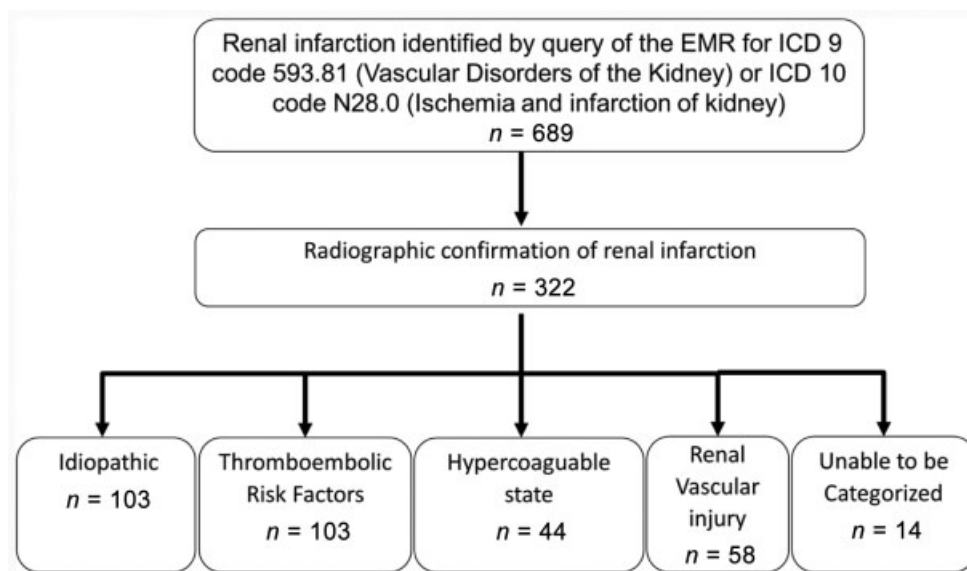 Renal infarction identified by query of the EMR for ICD 9
code 593.81 (Vascular Disorders of the Kidney) or ICD 10
code N28.0 (Ischemia and infarction of kidney)
n = 689
Radiographic confirmation of renal infarction
n = 322
Idiopathic
n = 103
Thromboembolic
Risk Factors
n = 103
Hypercoaguable
state
n = 44
Renal
Vascular
injury
n = 58
Unable to be
Categorized
n = 14